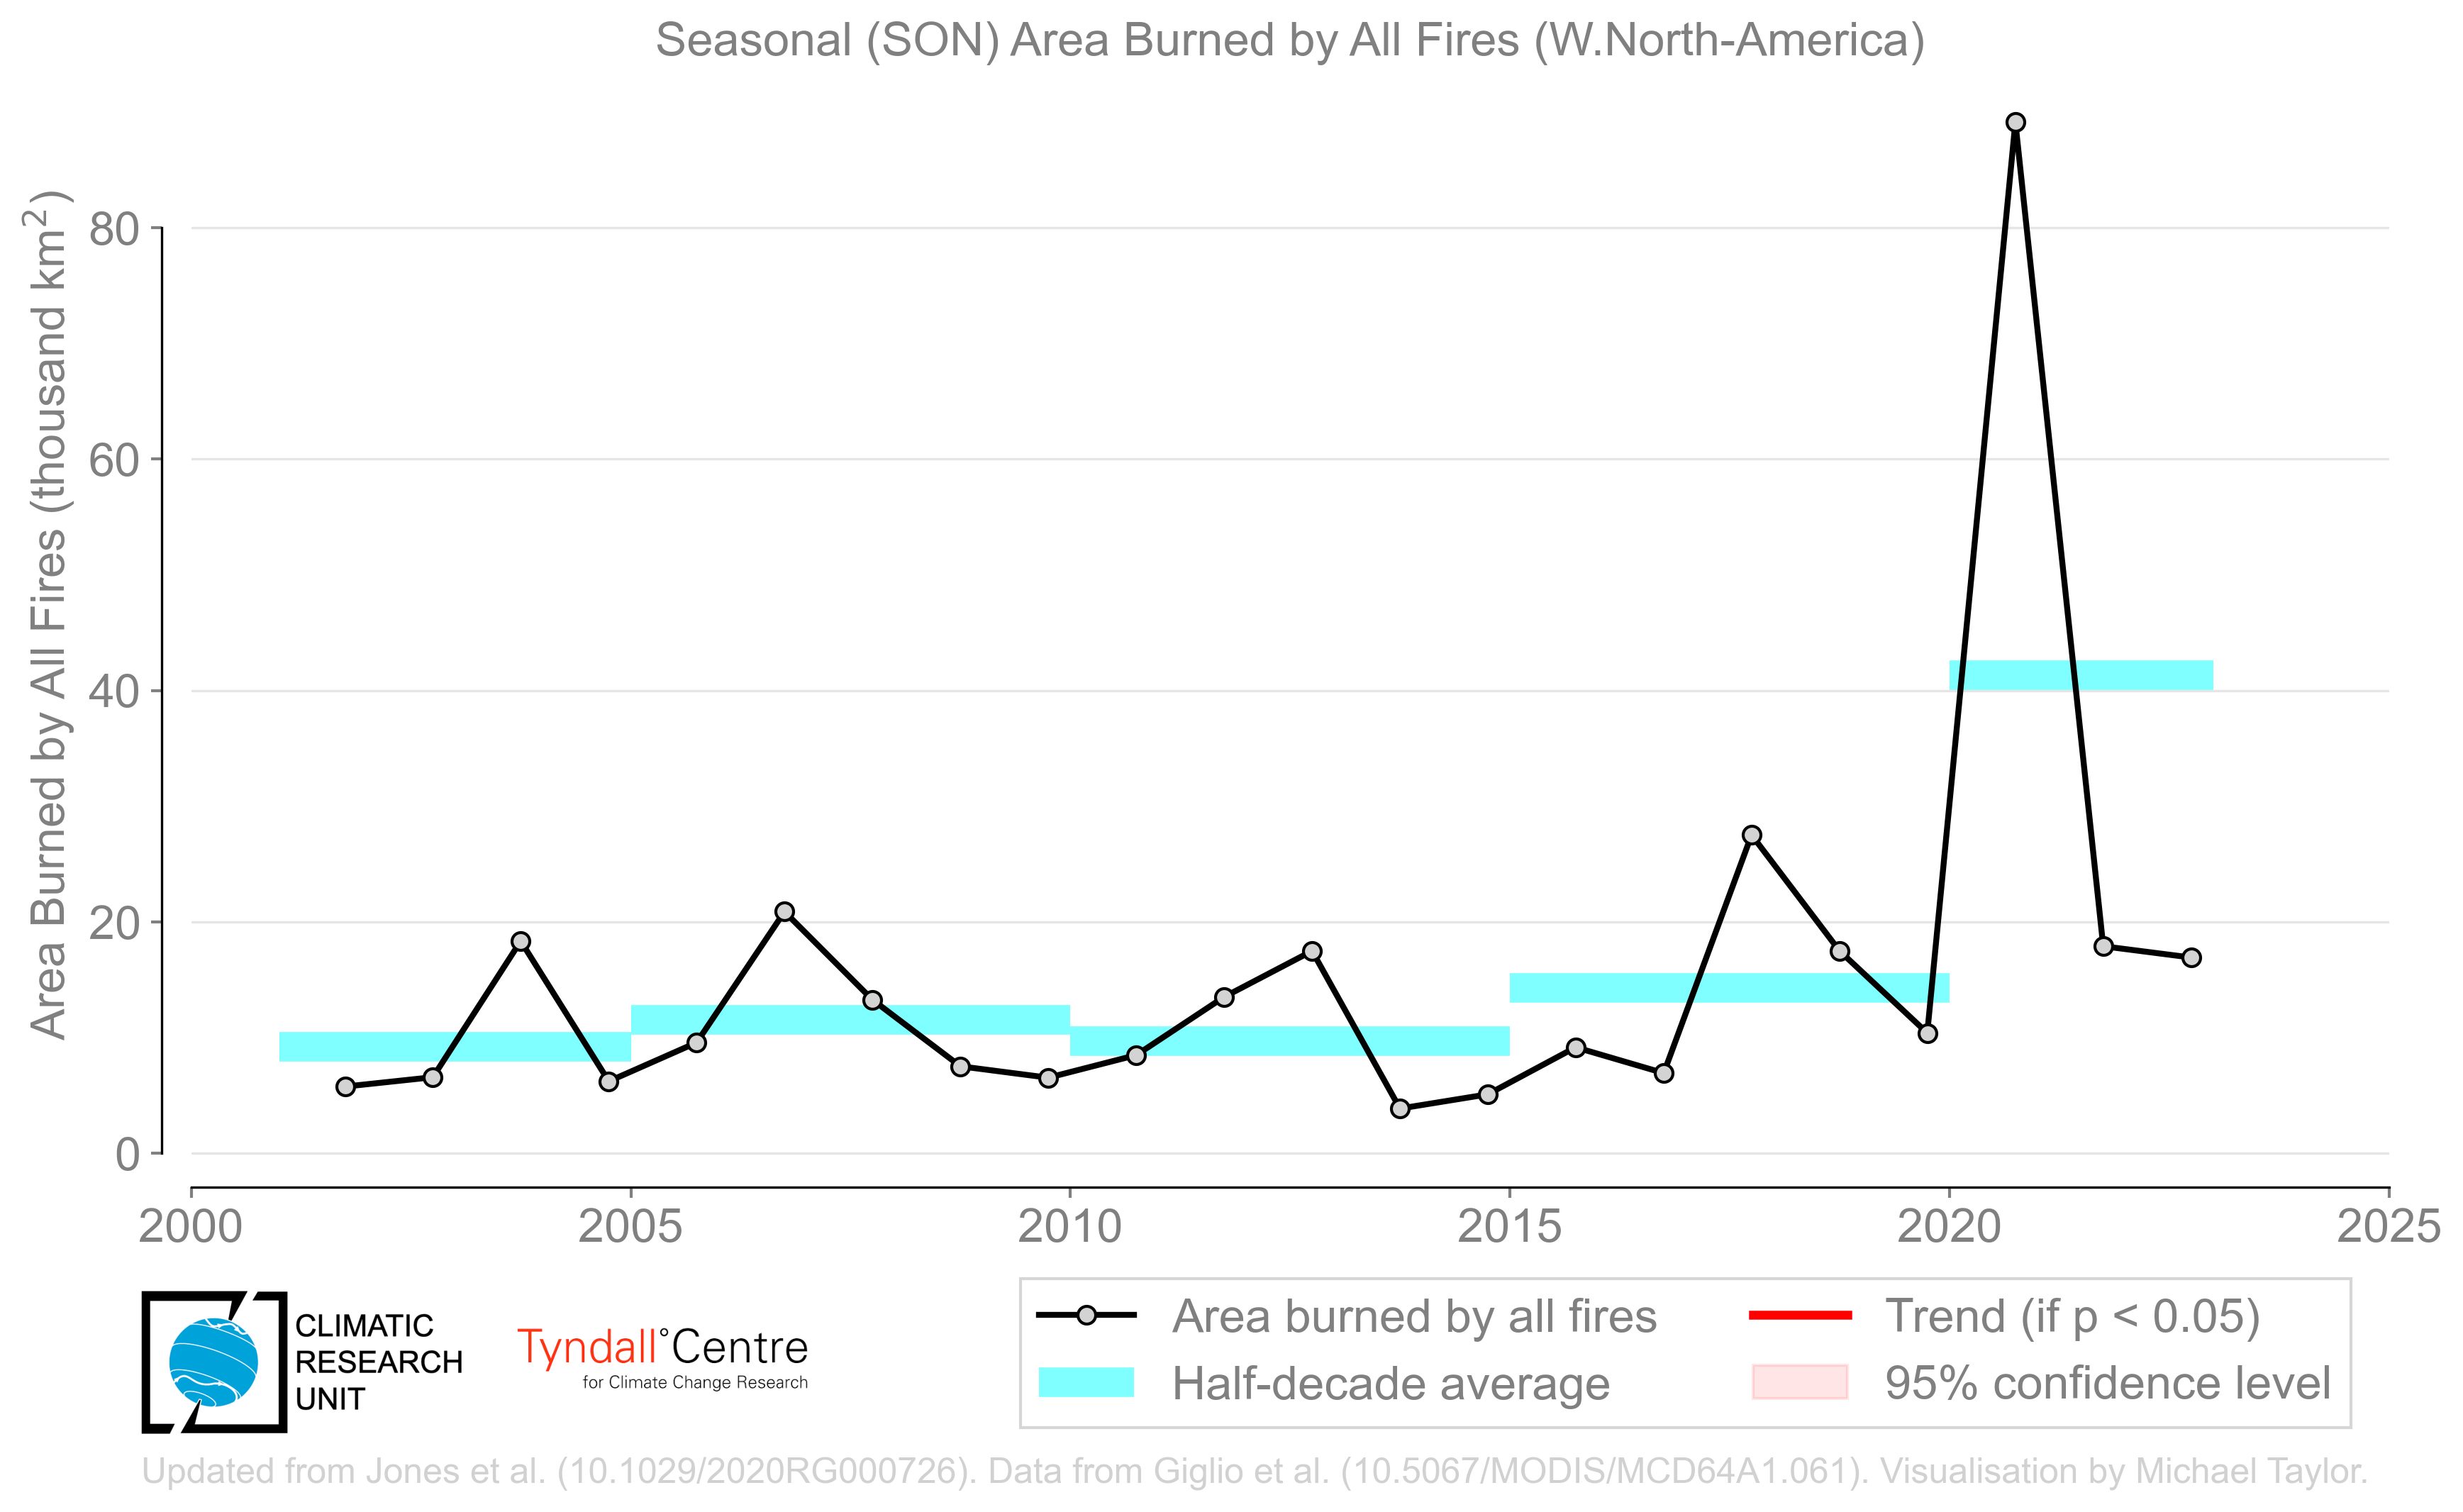 Seasonal (SON) Area Burned by All Fires (W.North-America)
Area Burned by All Fires (thousand km²)
80
60
40
20
0
2000 2005 2010 2015 2020 2025
CLIMATIC
RESEARCH
UNIT
Tyndall°Centre
for Climate Change Research
Area burned by all fires
Half-decade average
Trend (if p < 0.05)
95% confidence level
Updated from Jones et al. (10.1029/2020RG000726). Data from Giglio et al. (10.5067/MODIS/MCD64A1.061). Visualisation by Michael Taylor.